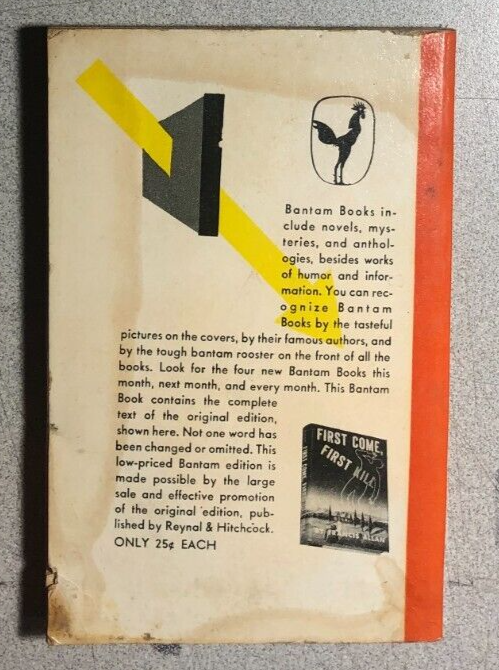 Bantam Books in-
clude novels, mys-
teries, and anthol-
ogies, besides works
of humor and infor-
mation. You can rec-
ognize Bantam
Books by the tasteful
pictures on the covers, by their famous authors, and
by the tough bantam rooster on the front of all the
books. Look for the four new Bantam Books this
month, next month, and every month. This Bantam
Book contains the complete
text of the original edition,
shown here. Not one word has
been changed or omitted. This
low-priced Bantam edition is
made possible by the large
sale and effective promotion
of the original edition, pub-
lished by Reynal & Hitchcock.
ONLY 25¢ EACH
FIRST COME,
FIRST KILL
FRANCIS ALLAN